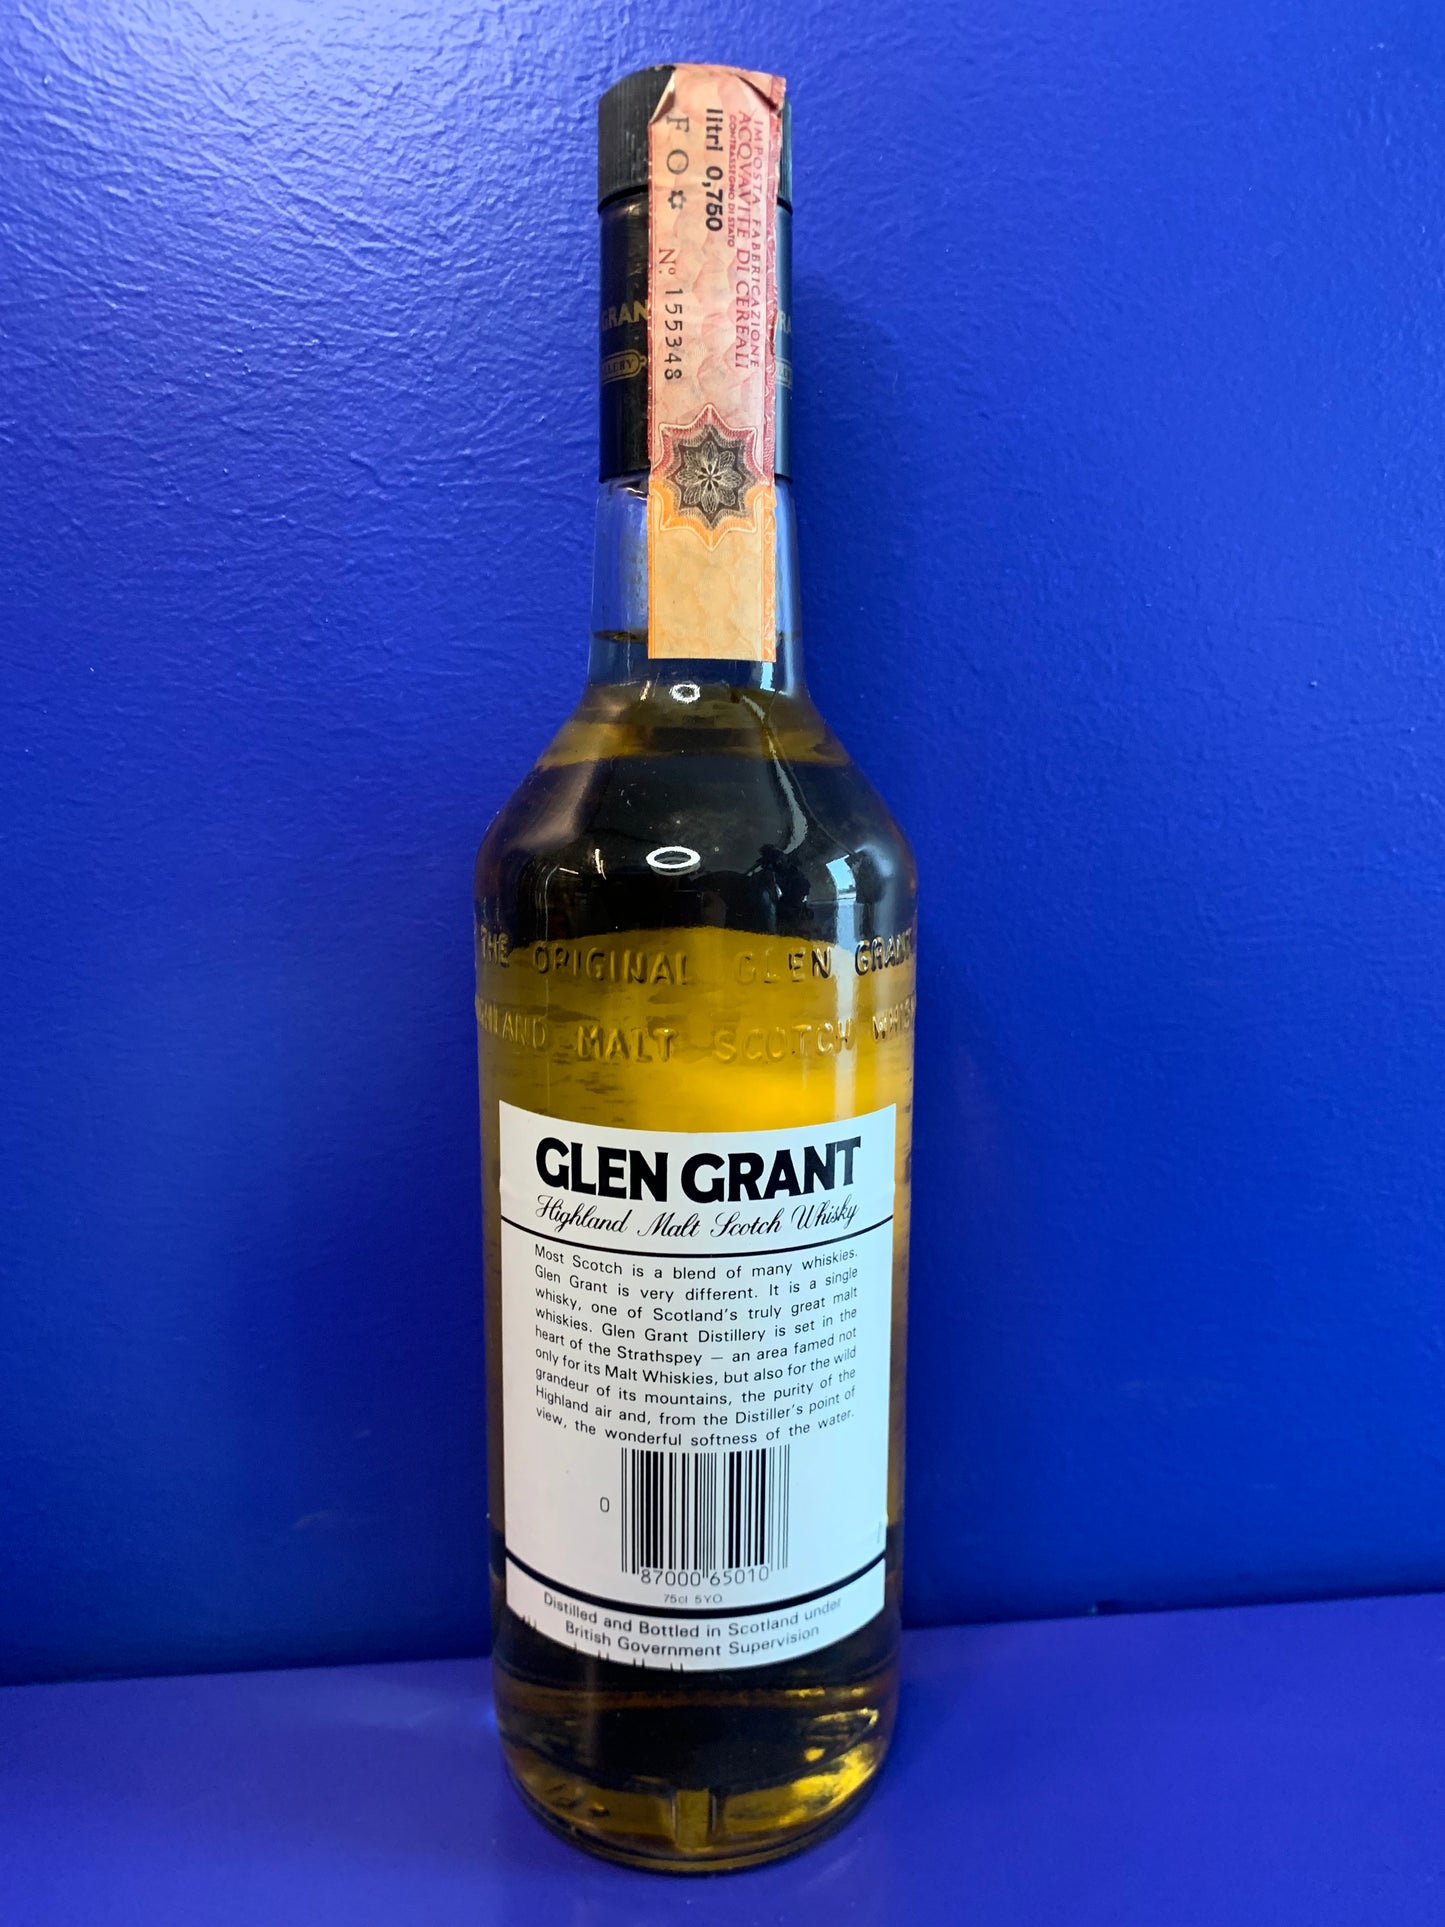 IMPOSTA FABBRICAZIONE
ACQVAVITE DI CEREALI
CONTRASSEGNO DI STATO
litri 0,750
F O
N° 155348
GRAN
RA
THE ORIGINAL GLEN GRANT
HIGHLAND MALT SCOTCH WHISK
GLEN GRANT
Highland Malt Scotch Whisky
Most Scotch is a blend of many whiskies.
Glen Grant is very different. It is a single
whisky, one of Scotland's truly great malt
whiskies. Glen Grant Distillery is set in the
heart of the Strathspey — an area famed not
only for its Malt Whiskies, but also for the wild
grandeur of its mountains, the purity of the
Highland air and, from the Distiller's point of
view, the wonderful softness of the water.
0
87000 65010
75cl 5YO
Distilled and Bottled in Scotland under
British Government Supervision